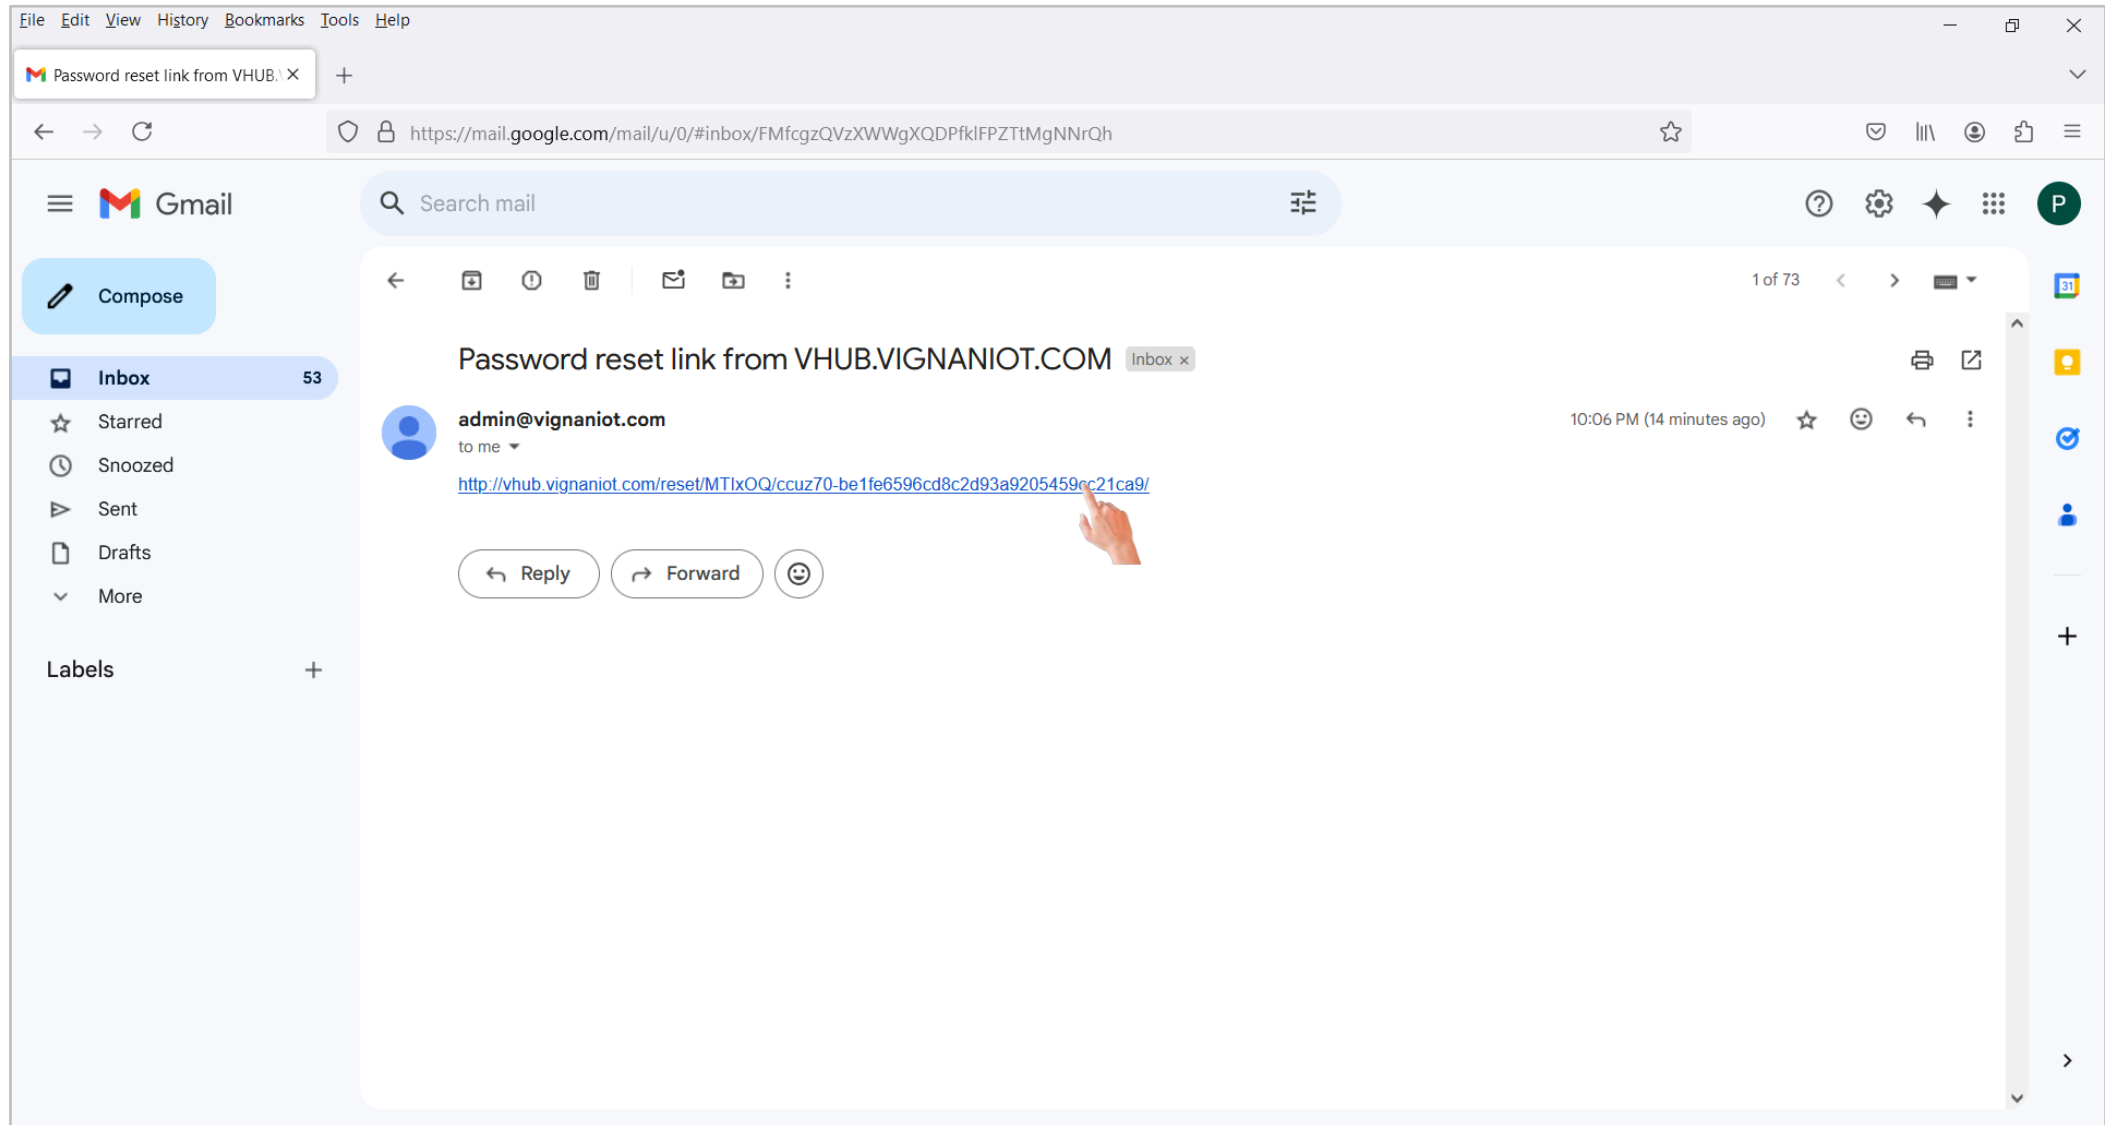 File Edit View History Bookmarks Tools Help
Password reset link from VHUB.
https://mail.google.com/mail/u/0/#inbox/FMfcgzQVzXWWgXQDPfklFPZTtMgNNrQh
Gmail
Search mail
P
Compose
1 of 73
31
Password reset link from VHUB.VIGNANIOT.COM Inbox ×
Inbox 53
admin@vignaniot.com
10:06 PM (14 minutes ago)
to me
Starred
Snoozed
http://vhub.vignaniot.com/reset/MTIxOQ/ccuz70-be1fe6596cd8c2d93a9205459cc21ca9/
Sent
Drafts
Reply Forward
More
Labels